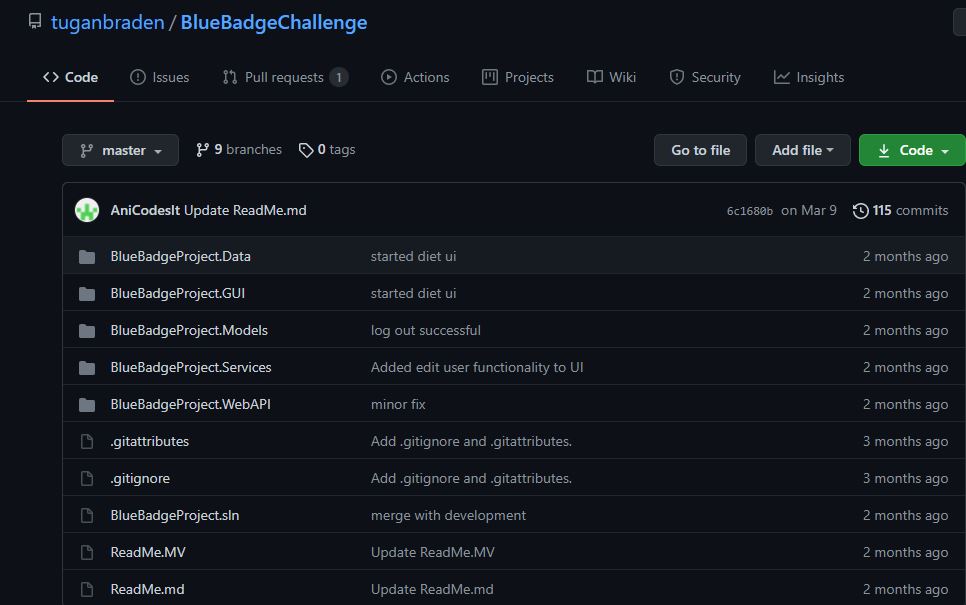 tuganbraden / BlueBadgeChallenge
Code Issues Pull requests 1 Actions Projects Wiki Security Insights
master 9 branches 0 tags Go to file Add file Code
AniCodesIt Update ReadMe.md 6c1680b on Mar 9 115 commits
BlueBadgeProject.Data started diet ui 2 months ago
BlueBadgeProject.GUI started diet ui 2 months ago
BlueBadgeProject.Models log out successful 2 months ago
BlueBadgeProject.Services Added edit user functionality to UI 2 months ago
BlueBadgeProject.WebAPI minor fix 2 months ago
.gitattributes Add .gitignore and .gitattributes. 3 months ago
.gitignore Add .gitignore and .gitattributes. 3 months ago
BlueBadgeProject.sln merge with development 2 months ago
ReadMe.MV Update ReadMe.MV 2 months ago
ReadMe.md Update ReadMe.md 2 months ago